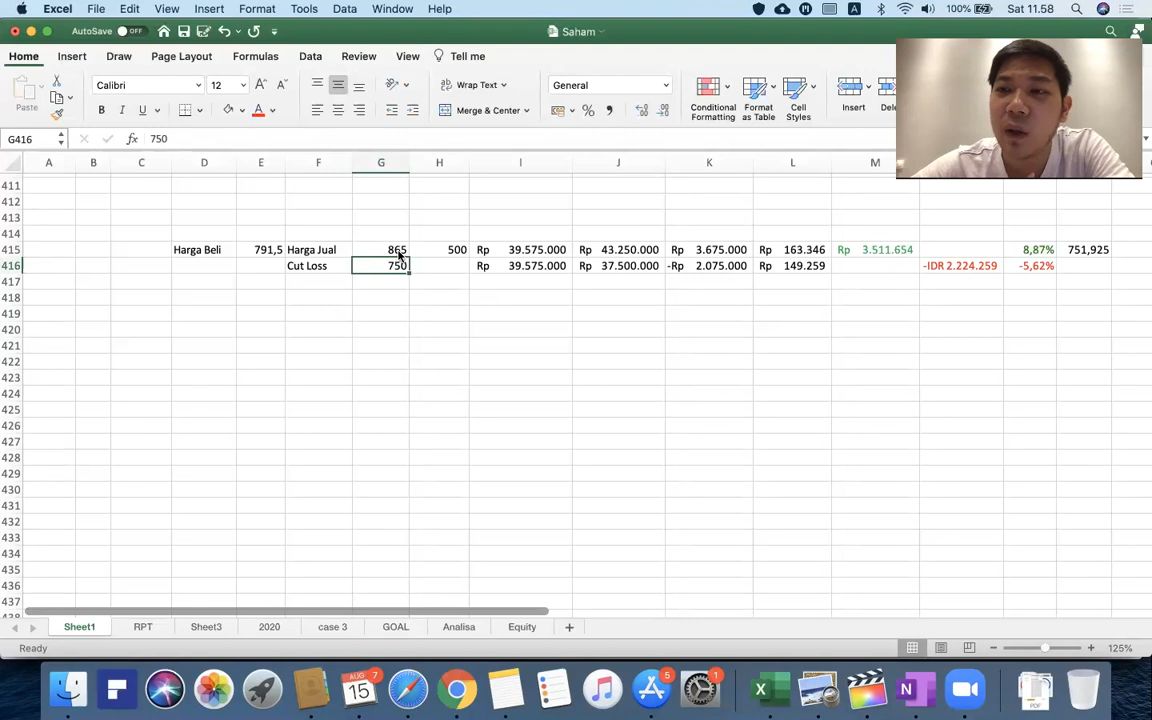 Excel File Edit View Insert Format Tools Data Window Help 100% Sat 11.58
AutoSave OFF Saham
Home Insert Draw Page Layout Formulas Data Review View Tell me
Paste Calibri 12 Wrap Text General
B I U A Merge & Center % Conditional Formatting Format as Table Cell Styles Insert
G416 fx 750
A B C D E F G H I J K L M
411
412
413
414
415 Harga Beli 791,5 Harga Jual 865 500 Rp 39.575.000 Rp 43.250.000 Rp 3.675.000 Rp 163.346 Rp 3.511.654 8,87% 751,925
416 Cut Loss 750 Rp 39.575.000 Rp 37.500.000 -Rp 2.075.000 Rp 149.259 -IDR 2.224.259 -5,62%
417
418
419
420
421
422
423
424
425
426
427
428
429
430
431
432
433
434
435
436
437
Sheet1 RPT Sheet3 2020 case 3 GOAL Analisa Equity
Ready 125%
AUG 15 7 5 1
PDF